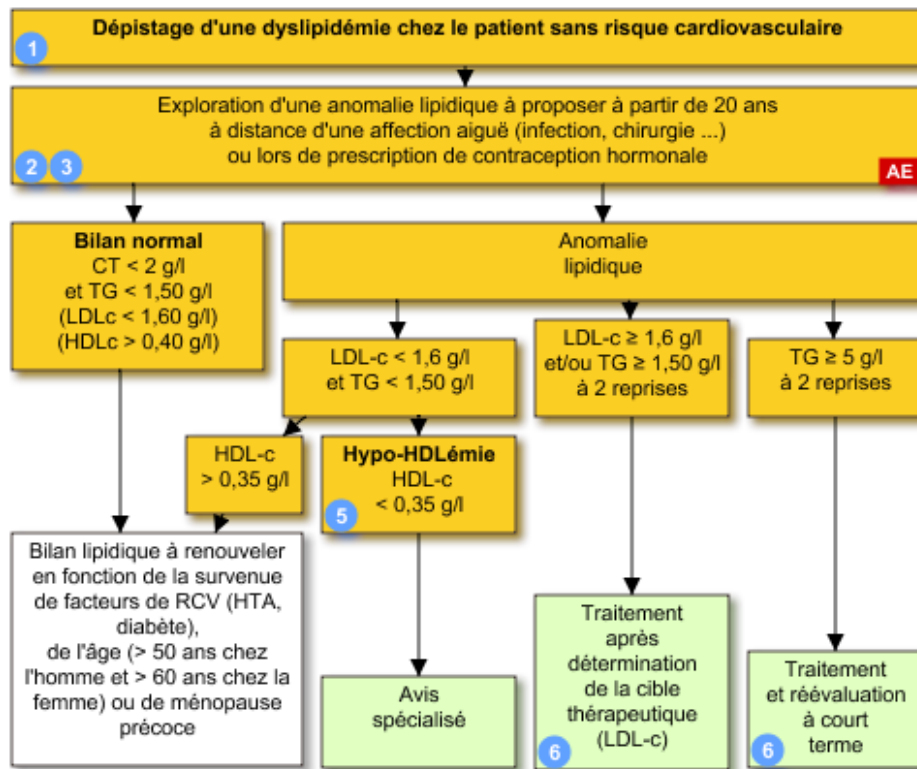 Dépistage d'une dyslipidémie chez le patient sans risque cardiovasculaire
1
Exploration d'une anomalie lipidique à proposer à partir de 20 ans
à distance d'une affection aiguë (infection, chirurgie ...)
ou lors de prescription de contraception hormonale
2 3
AE
Bilan normal
CT < 2 g/l
et TG < 1,50 g/l
(LDLc < 1,60 g/l)
(HDLc > 0,40 g/l)
Anomalie
lipidique
LDL-c < 1,6 g/l
et TG < 1,50 g/l
LDL-c ≥ 1,6 g/l
et/ou TG ≥ 1,50 g/l
à 2 reprises
TG ≥ 5 g/l
à 2 reprises
HDL-c
> 0,35 g/l
Hypo-HDLémie
HDL-c
< 0,35 g/l
5
Bilan lipidique à renouveler
en fonction de la survenue
de facteurs de RCV (HTA,
diabète),
de l'âge (> 50 ans chez
l'homme et > 60 ans chez la
femme) ou de ménopause
précoce
Avis
spécialisé
Traitement
après
détermination
de la cible
thérapeutique
(LDL-c)
6
Traitement
et réévaluation
à court
terme
6